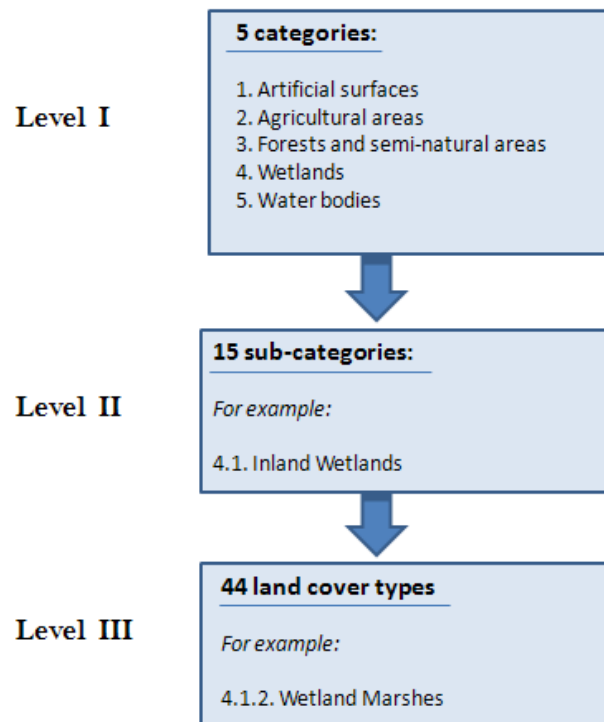 5 categories:
Level I
1. Artificial surfaces
2. Agricultural areas
3. Forests and semi-natural areas
4. Wetlands
5. Water bodies
15 sub-categories:
Level II
For example:
4.1. Inland Wetlands
44 land cover types
Level III
For example:
4.1.2. Wetland Marshes